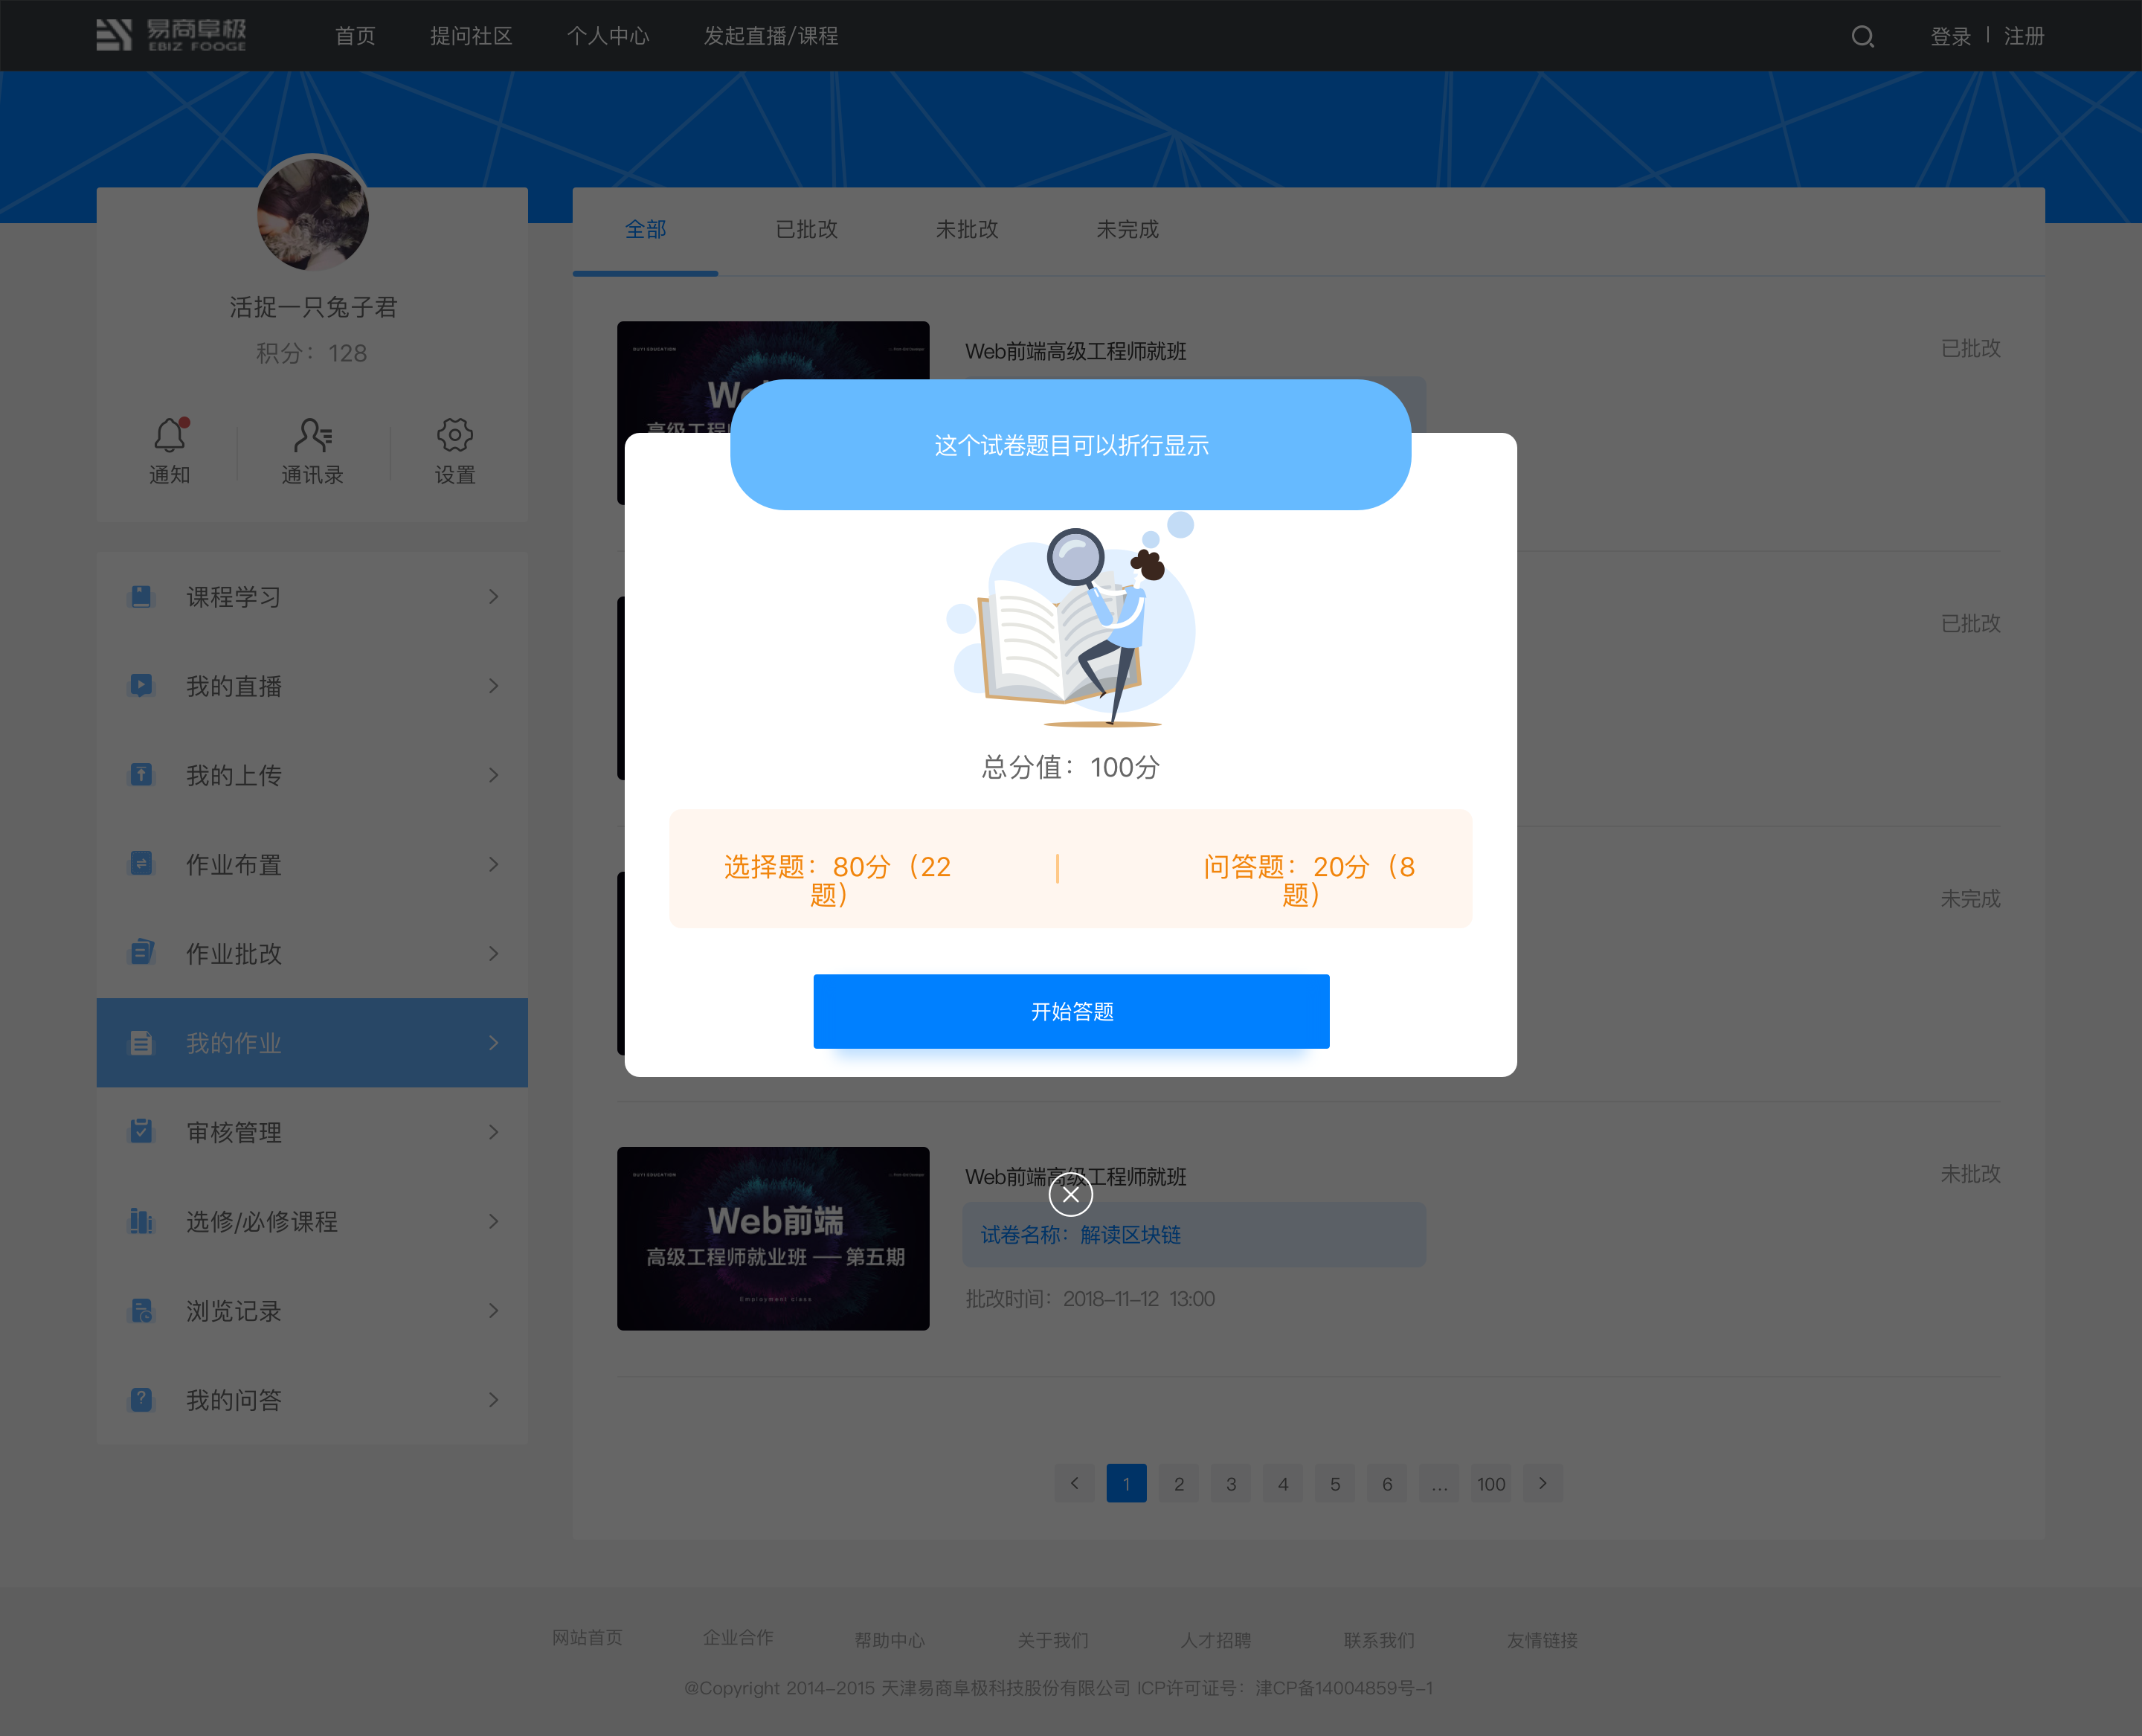 易商阜极
EBIZ FOOGE
首页 提问社区 个人中心 发起直播/课程 登录 注册
活捉一只兔子君
积分：128
通知 通讯录 设置
课程学习
我的直播
我的上传
作业布置
作业批改
我的作业
审核管理
选修/必修课程
浏览记录
我的问答
全部 已批改 未批改 未完成
DUYI EDUCATION
Web前端高级工程师就班
已批改
已批改
未完成
这个试卷题目可以折行显示
总分值：100分
选择题：80分（22
题）
问答题：20分（8
题）
开始答题
DUYI EDUCATION
Web前端
高级工程师就业班 —— 第五期
Employment class
Web前端高级工程师就班
未批改
试卷名称：解读区块链
批改时间：2018-11-12 13:00
1 2 3 4 5 6 ... 100
网站首页 企业合作 帮助中心 关于我们 人才招聘 联系我们 友情链接
@Copyright 2014-2015 天津易商阜极科技股份有限公司 ICP许可证号：津CP备14004859号-1